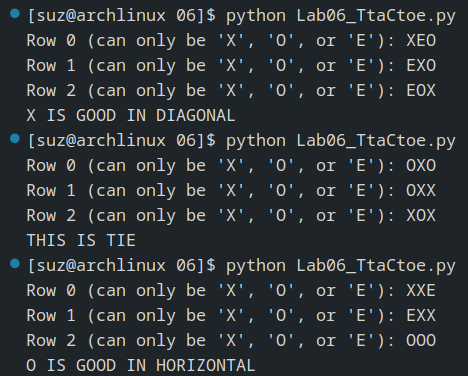 [suz@archlinux 06]$ python Lab06_TtaCtoe.py
Row 0 (can only be 'X', 'O', or 'E'): XEO
Row 1 (can only be 'X', 'O', or 'E'): EXO
Row 2 (can only be 'X', 'O', or 'E'): EOX
X IS GOOD IN DIAGONAL
[suz@archlinux 06]$ python Lab06_TtaCtoe.py
Row 0 (can only be 'X', 'O', or 'E'): OXO
Row 1 (can only be 'X', 'O', or 'E'): OXX
Row 2 (can only be 'X', 'O', or 'E'): XOX
THIS IS TIE
[suz@archlinux 06]$ python Lab06_TtaCtoe.py
Row 0 (can only be 'X', 'O', or 'E'): XXE
Row 1 (can only be 'X', 'O', or 'E'): EXX
Row 2 (can only be 'X', 'O', or 'E'): OOO
O IS GOOD IN HORIZONTAL